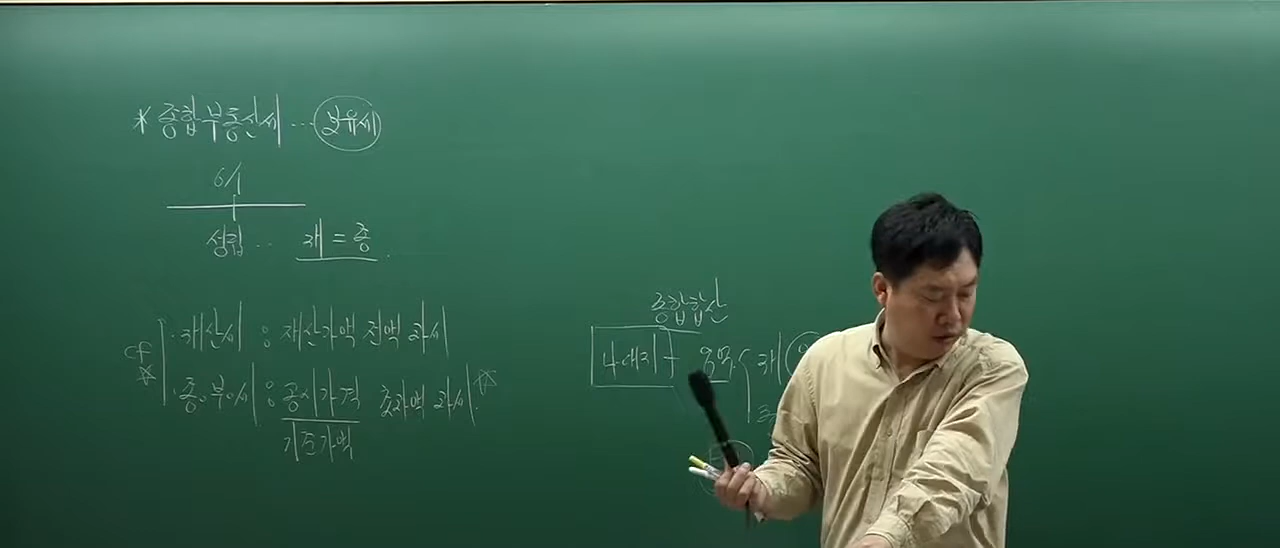 * 종합부동산세 ... 보유세
6/1
성립 .. 재 = 종 .
cf
· 재산세 : 재산가액 전액 과세
☆ · 종.부.세 : 공시가격 초과액 과세. ☆
기준가액
종합합산
나대지
재